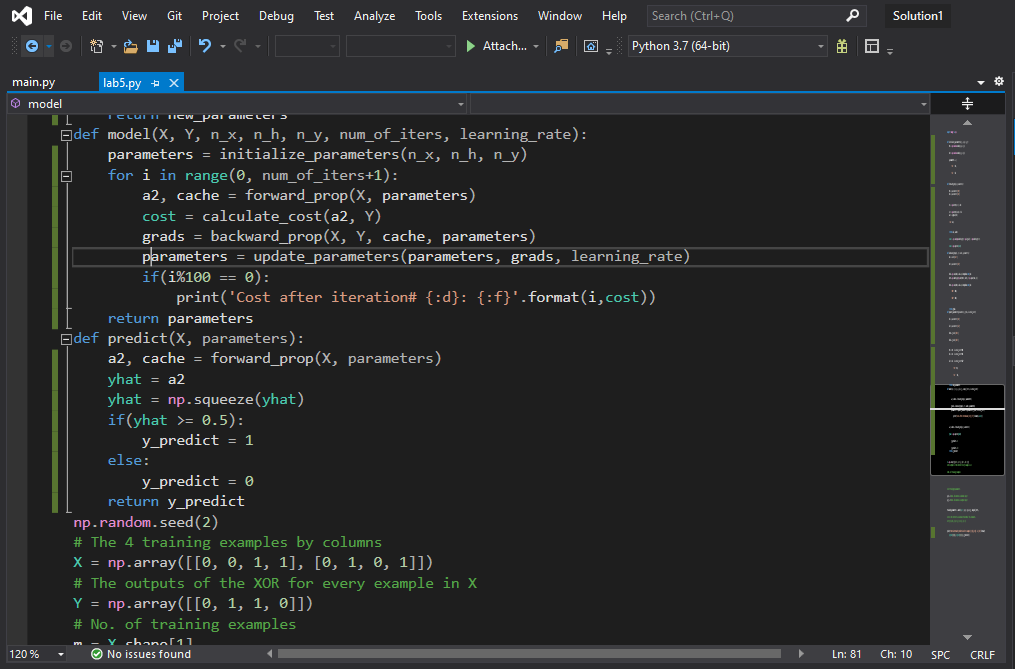 File Edit View Git Project Debug Test Analyze Tools Extensions Window Help Search (Ctrl+Q) Solution1
Attach... Python 3.7 (64-bit)
main.py lab5.py
model
return new_parameters
def model(X, Y, n_x, n_h, n_y, num_of_iters, learning_rate):
    parameters = initialize_parameters(n_x, n_h, n_y)
    for i in range(0, num_of_iters+1):
        a2, cache = forward_prop(X, parameters)
        cost = calculate_cost(a2, Y)
        grads = backward_prop(X, Y, cache, parameters)
        parameters = update_parameters(parameters, grads, learning_rate)
        if(i%100 == 0):
            print('Cost after iteration# {:d}: {:f}'.format(i,cost))
    return parameters
def predict(X, parameters):
    a2, cache = forward_prop(X, parameters)
    yhat = a2
    yhat = np.squeeze(yhat)
    if(yhat >= 0.5):
        y_predict = 1
    else:
        y_predict = 0
    return y_predict
np.random.seed(2)
# The 4 training examples by columns
X = np.array([[0, 0, 1, 1], [0, 1, 0, 1]])
# The outputs of the XOR for every example in X
Y = np.array([[0, 1, 1, 0]])
# No. of training examples
m = X.shape[1]
120 % No issues found Ln: 81 Ch: 10 SPC CRLF